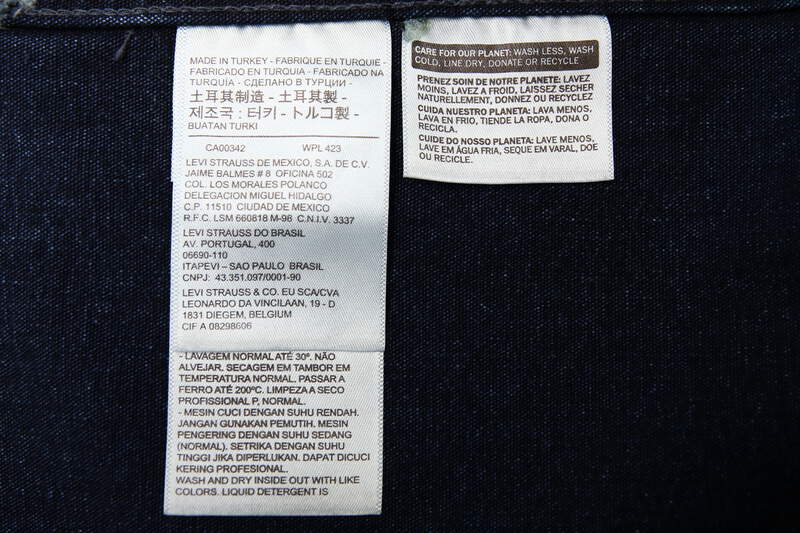 MADE IN TURKEY - FABRIQUE EN TURQUIE -
FABRICADO EN TURQUIA - FABRICADO NA
TURQUÍA - СДЕЛАНО В ТУРЦИИ -
土耳其制造 - 土耳其製 -
제조국 : 터키 - トルコ製 -
BUATAN TURKI
CA00342 WPL 423
LEVI STRAUSS DE MEXICO, S.A. DE C.V.
JAIME BALMES # 8 OFICINA 502
COL. LOS MORALES POLANCO
DELEGACION MIGUEL HIDALGO
C.P. 11510 CIUDAD DE MEXICO
R.F.C. LSM 660818 M-98 C.N.I.V. 3337
LEVI STRAUSS DO BRASIL
AV. PORTUGAL, 400
06690-110
ITAPEVI – SAO PAULO BRASIL
CNPJ: 43.351.097/0001-90
LEVI STRAUSS & CO. EU SCA/CVA
LEONARDO DA VINCILAAN, 19 - D
1831 DIEGEM, BELGIUM
CIF A 08298606
- LAVAGEM NORMAL ATÉ 30º. NÃO
ALVEJAR. SECAGEM EM TAMBOR EM
TEMPERATURA NORMAL. PASSAR A
FERRO ATÉ 200ºC. LIMPEZA A SECO
PROFISSIONAL P, NORMAL.
- MESIN CUCI DENGAN SUHU RENDAH.
JANGAN GUNAKAN PEMUTIH. MESIN
PENGERING DENGAN SUHU SEDANG
(NORMAL). SETRIKA DENGAN SUHU
TINGGI JIKA DIPERLUKAN. DAPAT DICUCI
KERING PROFESIONAL.
WASH AND DRY INSIDE OUT WITH LIKE
COLORS. LIQUID DETERGENT IS
CARE FOR OUR PLANET: WASH LESS, WASH
COLD, LINE DRY, DONATE OR RECYCLE
PRENEZ SOIN DE NOTRE PLANETE: LAVEZ
MOINS, LAVEZ A FROID, LAISSEZ SECHER
NATURELLEMENT, DONNEZ OU RECYCLEZ
CUIDA NUESTRO PLANETA: LAVA MENOS,
LAVA EN FRIO, TIENDE LA ROPA, DONA O
RECICLA.
CUIDE DO NOSSO PLANETA: LAVE MENOS,
LAVE EM ÁGUA FRIA, SEQUE EM VARAL, DOE
OU RECICLE.